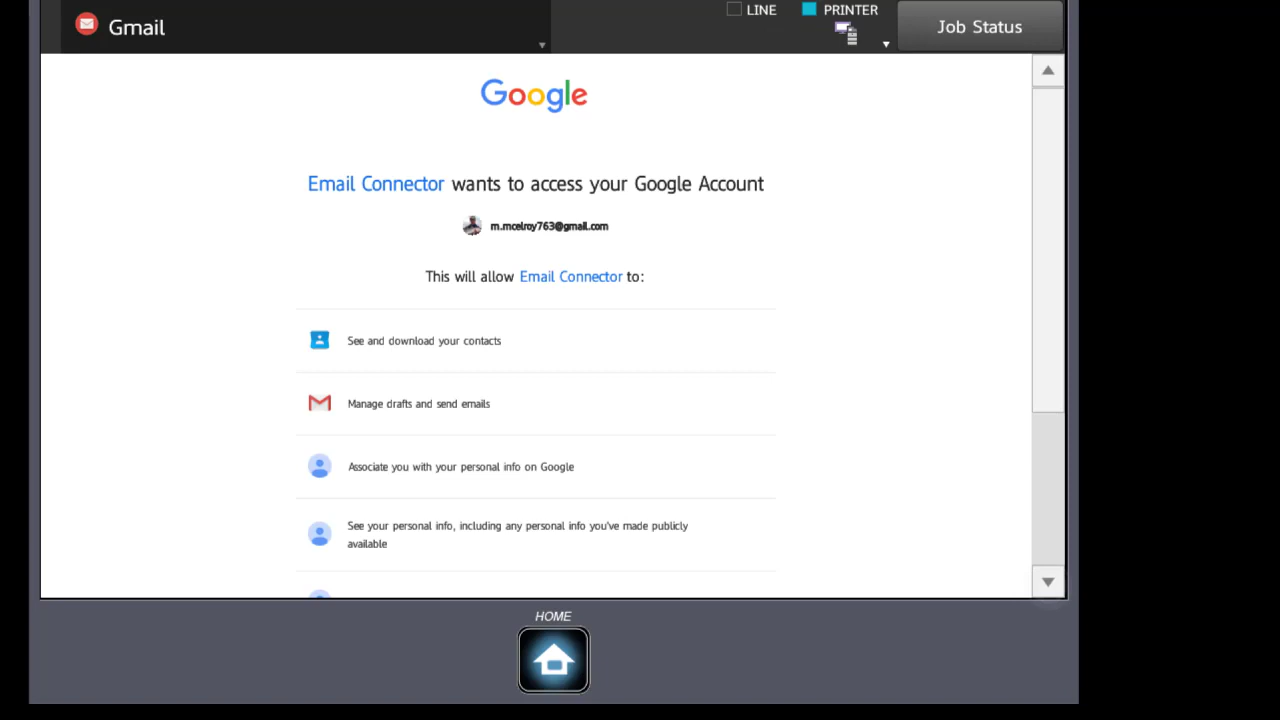 Gmail
LINE
PRINTER
Job Status
Google
Email Connector wants to access your Google Account
m.mcelroy763@gmail.com
This will allow Email Connector to:
See and download your contacts
Manage drafts and send emails
Associate you with your personal info on Google
See your personal info, including any personal info you've made publicly
available
HOME